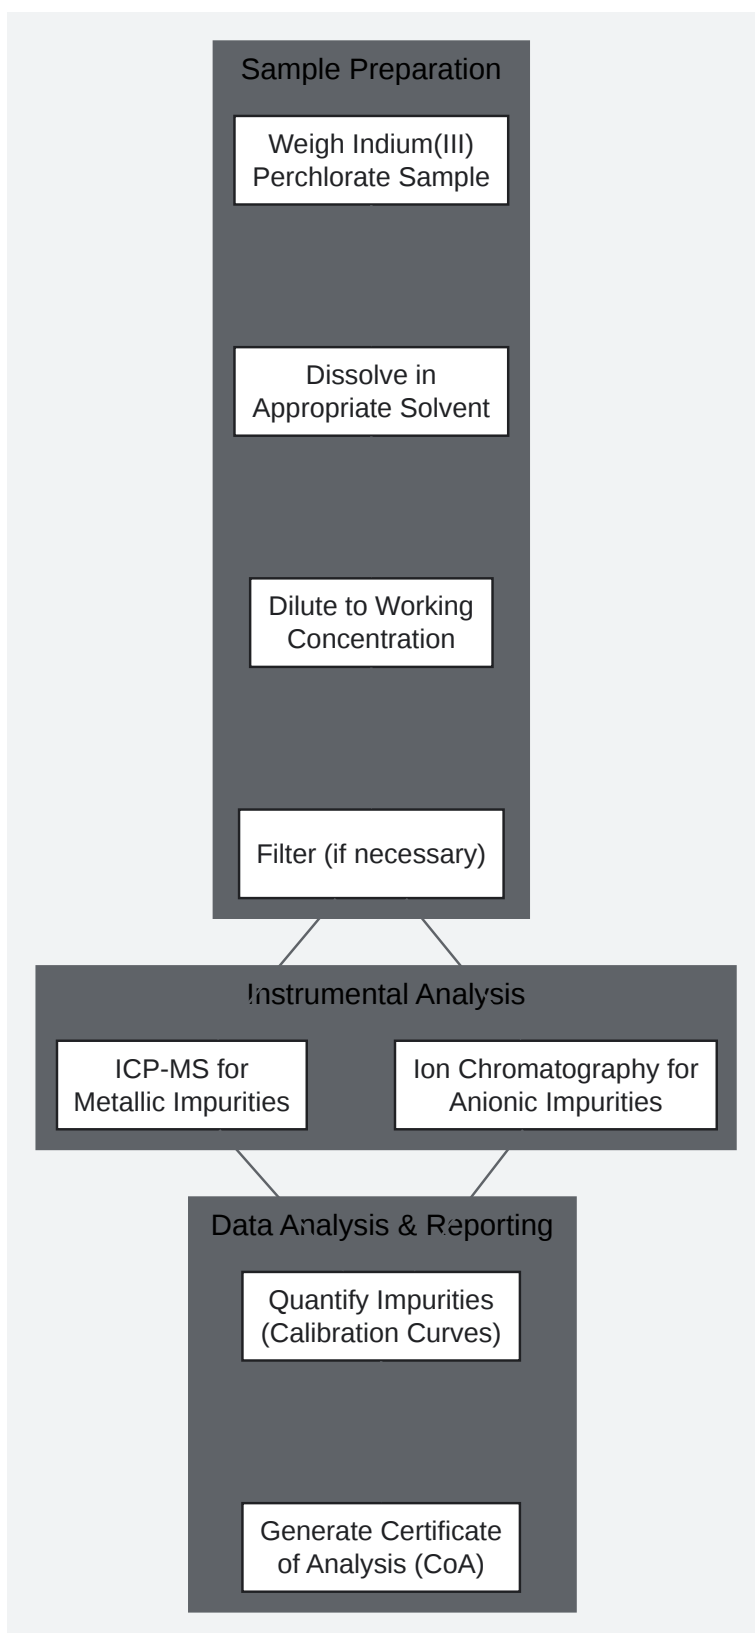 Sample Preparation
Weigh Indium(III)
Perchlorate Sample
Dissolve in
Appropriate Solvent
Dilute to Working
Concentration
Filter (if necessary)
Instrumental Analysis
ICP-MS for
Metallic Impurities
Ion Chromatography for
Anionic Impurities
Data Analysis & Reporting
Quantify Impurities
(Calibration Curves)
Generate Certificate
of Analysis (CoA)